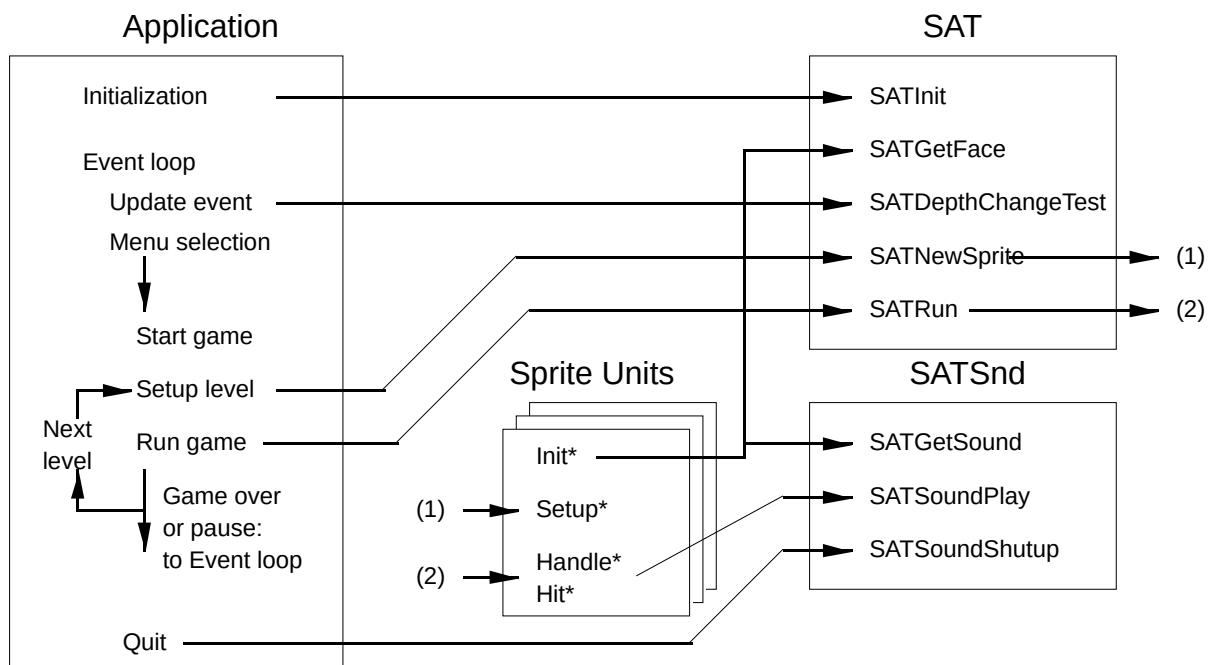 Application
Initialization
Event loop
Update event
Menu selection
Start game
Setup level
Next
level
Run game
Game over
or pause:
to Event loop
Quit
Sprite Units
Init*
(1)
Setup*
(2)
Handle*
Hit*
SAT
SATInit
SATGetFace
SATDepthChangeTest
SATNewSprite
(1)
SATRun
(2)
SATSnd
SATGetSound
SATSoundPlay
SATSoundShutup